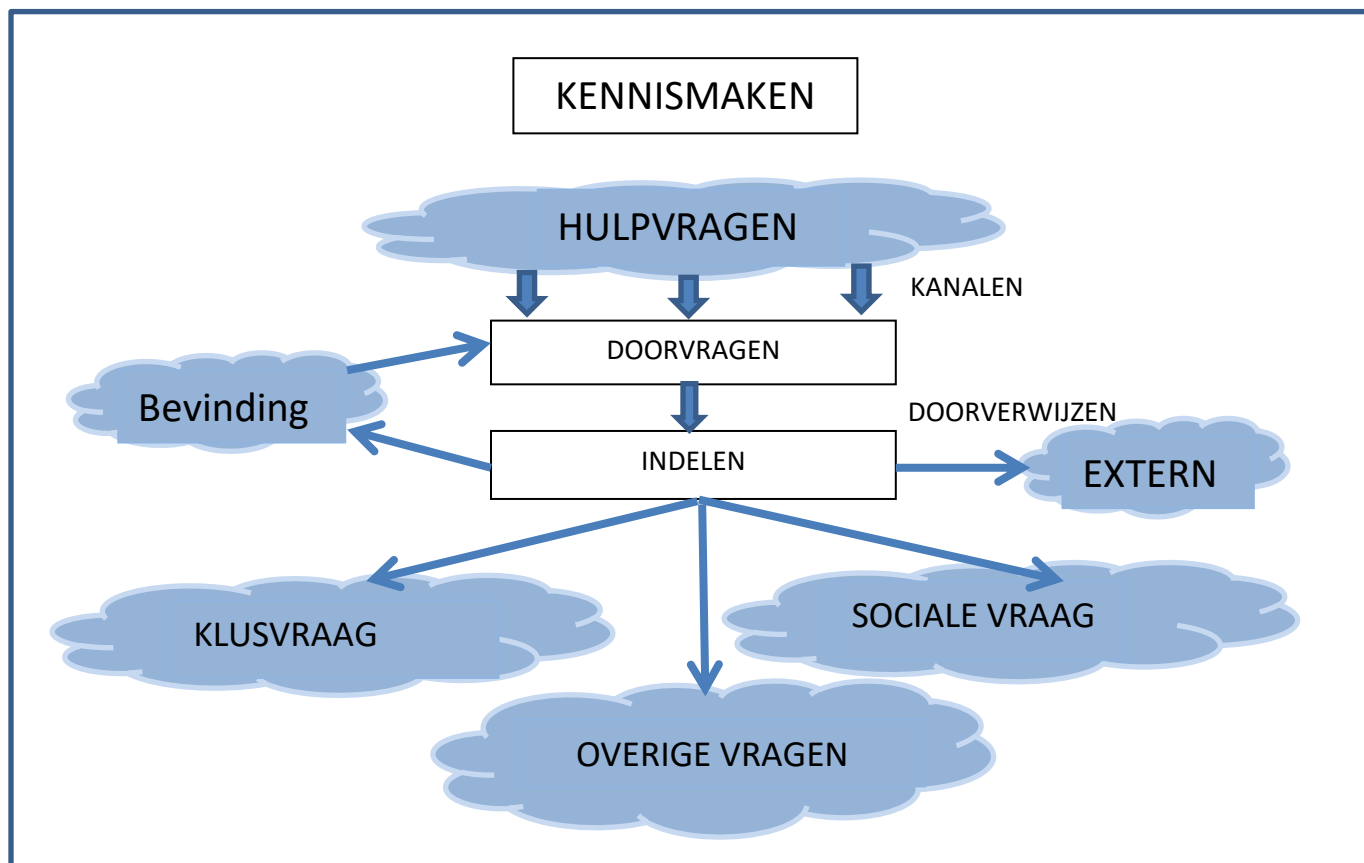 KENNISMAKEN
HULPVRAGEN
KANALEN
DOORVRAGEN
Bevinding
DOORVERWIJZEN
INDELEN
EXTERN
KLUSVRAAG
SOCIALE VRAAG
OVERIGE VRAGEN